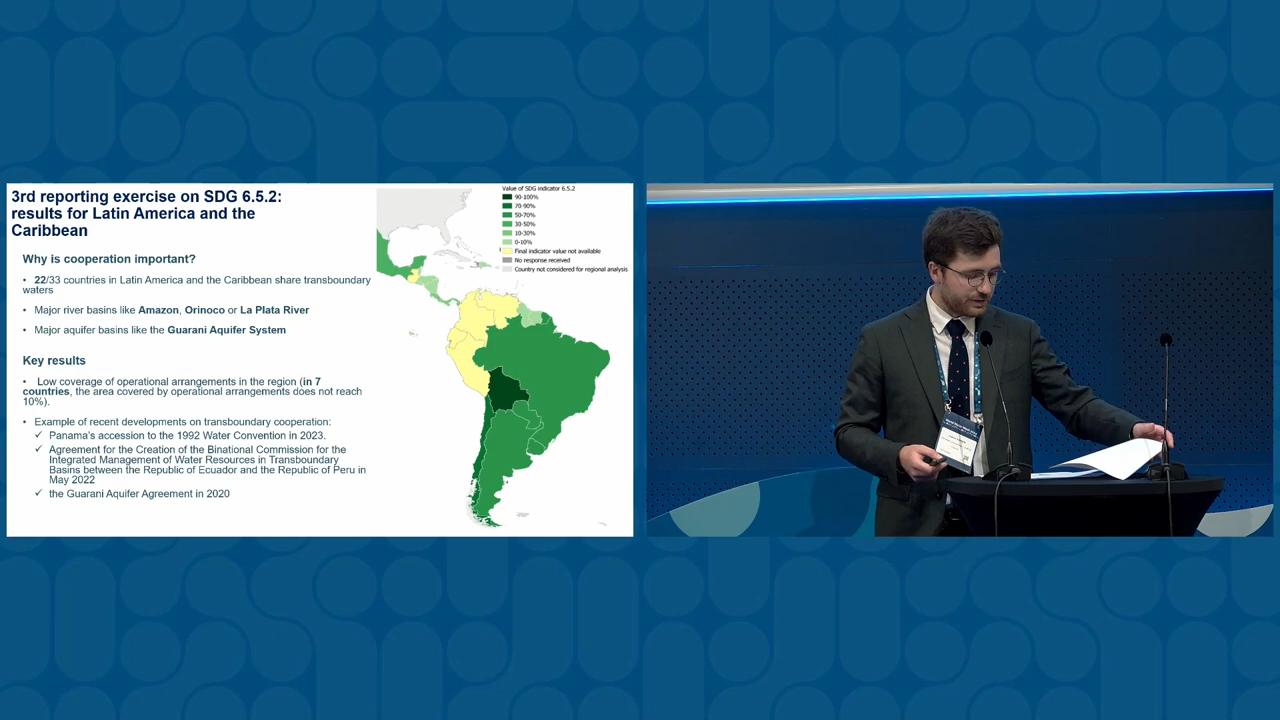 3rd reporting exercise on SDG 6.5.2:
results for Latin America and the
Caribbean
Why is cooperation important?
• 22/33 countries in Latin America and the Caribbean share transboundary
waters
• Major river basins like Amazon, Orinoco or La Plata River
• Major aquifer basins like the Guarani Aquifer System
Key results
• Low coverage of operational arrangements in the region (in 7
countries, the area covered by operational arrangements does not reach
10%).
• Example of recent developments on transboundary cooperation:
✓ Panama's accession to the 1992 Water Convention in 2023.
✓ Agreement for the Creation of the Binational Commission for the
Integrated Management of Water Resources in Transboundary
Basins between the Republic of Ecuador and the Republic of Peru in
May 2022
✓ the Guarani Aquifer Agreement in 2020
Value of SDG indicator 6.5.2
90-100%
70-90%
50-70%
30-50%
10-30%
0-10%
Final indicator value not available
No response received
Country not considered for regional analysis